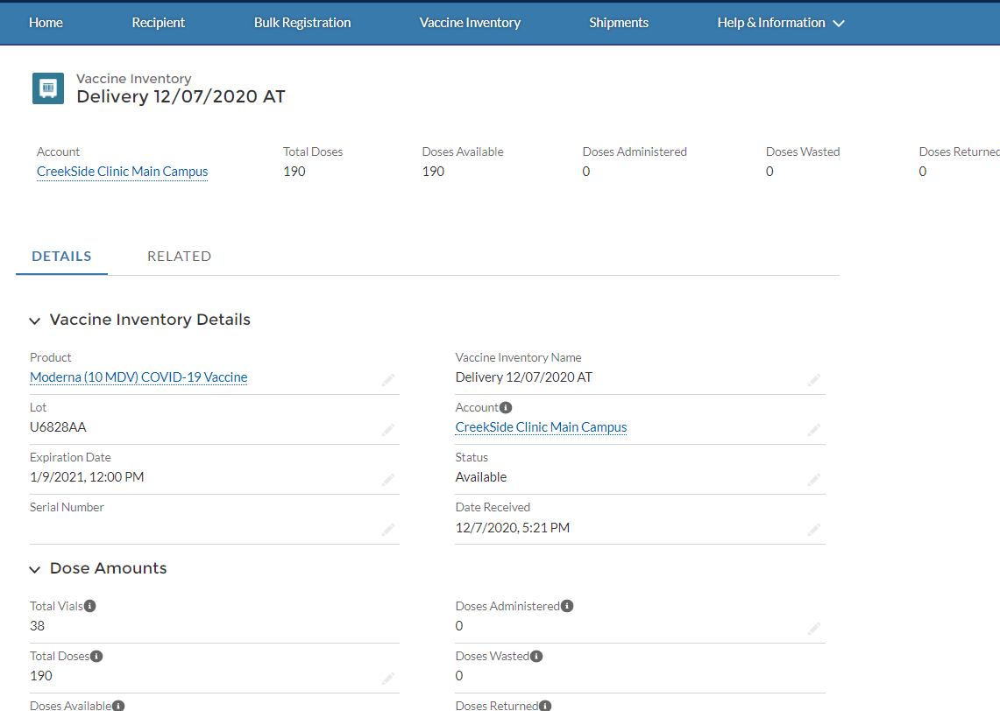 Home Recipient Bulk Registration Vaccine Inventory Shipments Help & Information
Vaccine Inventory
Delivery 12/07/2020 AT
Account Total Doses Doses Available Doses Administered Doses Wasted Doses Returned
CreekSide Clinic Main Campus 190 190 0 0 0
DETAILS RELATED
Vaccine Inventory Details
Product Vaccine Inventory Name
Moderna (10 MDV) COVID-19 Vaccine Delivery 12/07/2020 AT
Lot Account
U6828AA CreekSide Clinic Main Campus
Expiration Date Status
1/9/2021, 12:00 PM Available
Serial Number Date Received
12/7/2020, 5:21 PM
Dose Amounts
Total Vials Doses Administered
38 0
Total Doses Doses Wasted
190 0
Doses Available Doses Returned